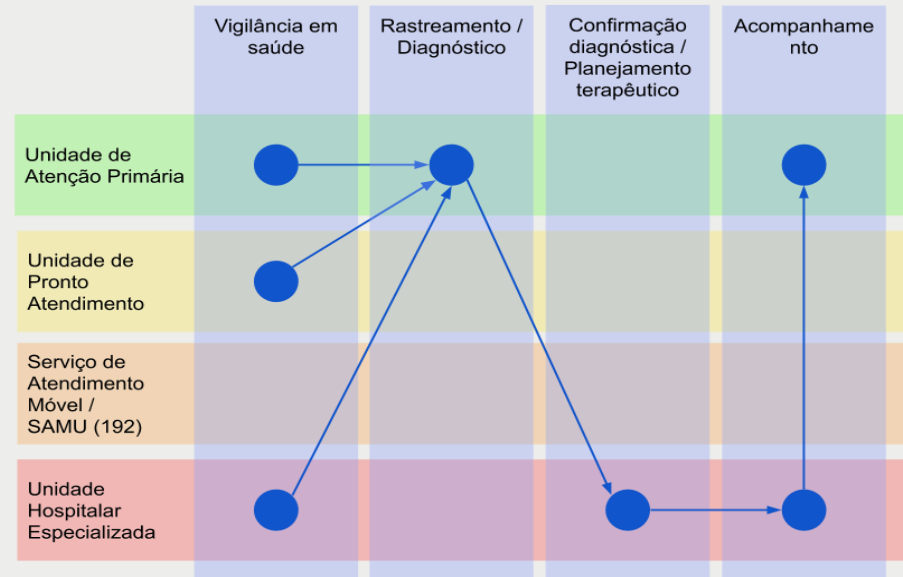 Vigilância em
saúde
Rastreamento /
Diagnóstico
Confirmação
diagnóstica /
Planejamento
terapêutico
Acompanhame
nto
Unidade de
Atenção Primária
Unidade de
Pronto
Atendimento
Serviço de
Atendimento
Móvel /
SAMU (192)
Unidade
Hospitalar
Especializada